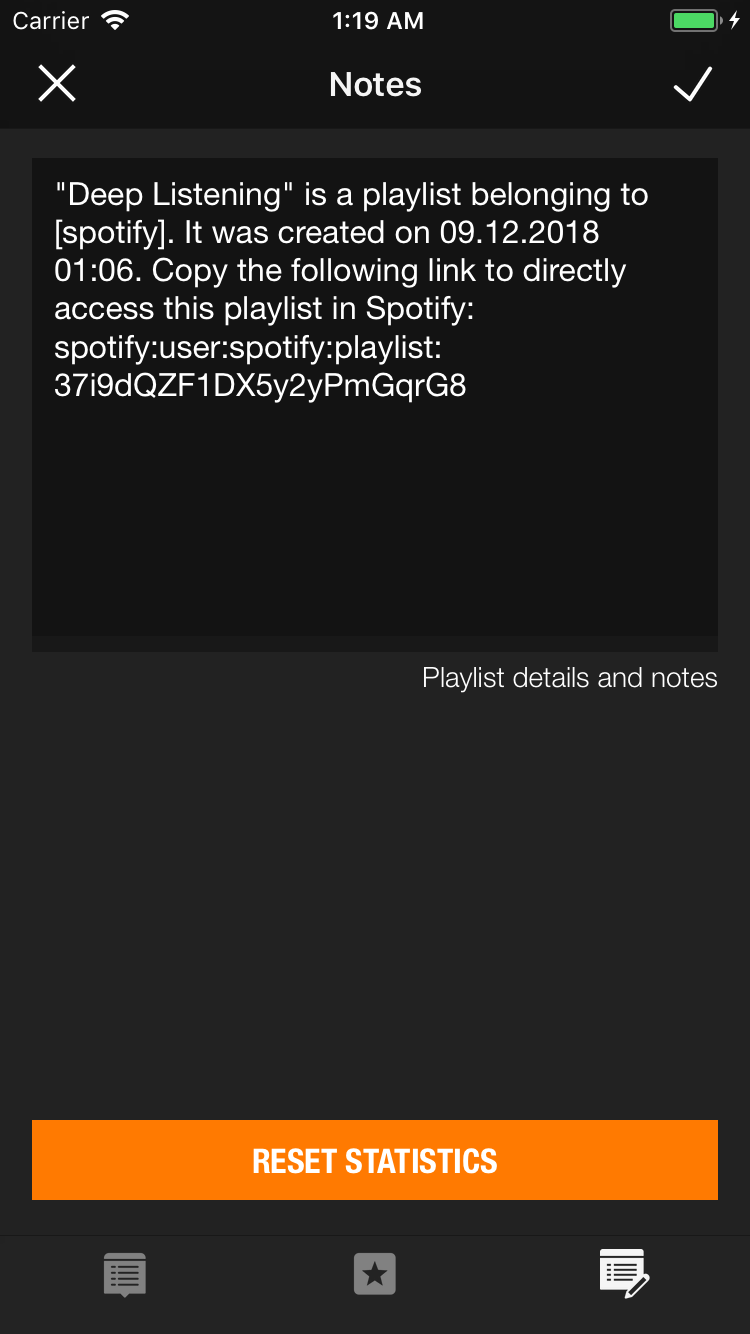 Carrier 1:19 AM
Notes
"Deep Listening" is a playlist belonging to
[spotify]. It was created on 09.12.2018
01:06. Copy the following link to directly
access this playlist in Spotify:
spotify:user:spotify:playlist:
37i9dQZF1DX5y2yPmGqrG8
Playlist details and notes
RESET STATISTICS